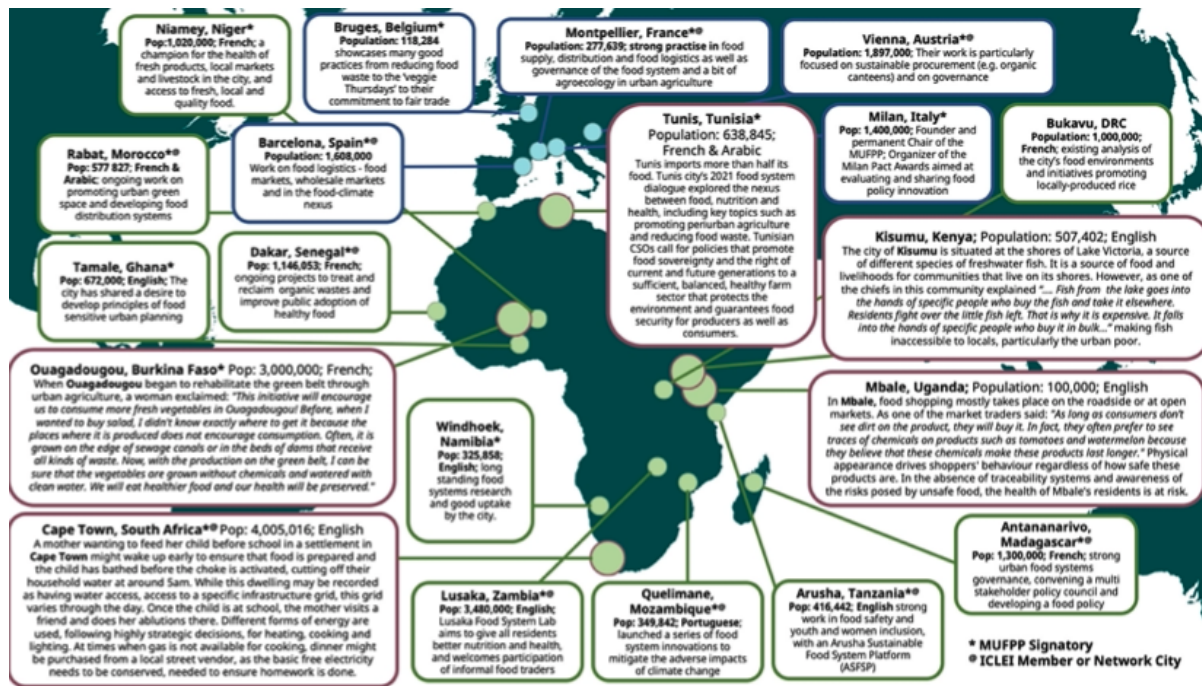 Niamey, Niger*
Pop:1,020,000; French; a
champion for the health of
fresh products, local markets
and livestock in the city, and
access to fresh, local and
quality food.
Bruges, Belgium*
Population: 118,284
showcases many good
practices from reducing food
waste to the 'veggie
Thursdays' to their
commitment to fair trade
Montpellier, France*@
Population: 277,639; strong practise in food
supply, distribution and food logistics as well as
governance of the food system and a bit of
agroecology in urban agriculture
Vienna, Austria*@
Population: 1,897,000; Their work is particularly
focused on sustainable procurement (e.g. organic
canteens) and on governance
Rabat, Morocco*@
Pop: 577 827; French &
Arabic; ongoing work on
promoting urban green
space and developing food
distribution systems
Barcelona, Spain*@
Population: 1,608,000
Work on food logistics - food
markets, wholesale markets
and in the food-climate
nexus
Tunis, Tunisia*
Population: 638,845;
French & Arabic
Tunis imports more than half its
food. Tunis city's 2021 food system
dialogue explored the nexus
between food, nutrition and
health, including key topics such as
promoting periurban agriculture
and reducing food waste. Tunisian
CSOs call for policies that promote
food sovereignty and the right of
current and future generations to a
sufficient, balanced, healthy farm
sector that protects the
environment and guarantees food
security for producers as well as
consumers.
Milan, Italy*
Pop: 1,400,000; Founder and
permanent Chair of the
MUFPP; Organizer of the
Milan Pact Awards aimed at
evaluating and sharing food
policy innovation
Bukavu, DRC
Population: 1,000,000;
French; existing analysis of
the city's food environments
and initiatives promoting
locally-produced rice
Tamale, Ghana*
Pop: 672,000; English; The
city has shared a desire to
develop principles of food
sensitive urban planning
Dakar, Senegal*@
Pop: 1,146,053; French;
ongoing projects to treat and
reclaim organic wastes and
improve public adoption of
healthy food
Kisumu, Kenya; Population: 507,402; English
The city of Kisumu is situated at the shores of Lake Victoria, a source
of different species of freshwater fish. It is a source of food and
livelihoods for communities that live on its shores. However, as one of
the chiefs in this community explained ".... Fish from the lake goes into
the hands of specific people who buy the fish and take it elsewhere.
Residents fight over the little fish left. That is why it is expensive. It falls
into the hands of specific people who buy it in bulk..." making fish
inaccessible to locals, particularly the urban poor.
Ouagadougou, Burkina Faso* Pop: 3,000,000; French;
When Ouagadougou began to rehabilitate the green belt through
urban agriculture, a woman exclaimed: "This initiative will encourage
us to consume more fresh vegetables in Ouagadougou! Before, when I
wanted to buy salad, I didn't know exactly where to get it because the
places where it is produced does not encourage consumption. Often, it is
grown on the edge of sewage canals or in the beds of dams that receive
all kinds of waste. Now, with the production on the green belt, I can be
sure that the vegetables are grown without chemicals and watered with
clean water. We will eat healthier food and our health will be preserved."
Windhoek,
Namibia*
Pop: 325,858;
English; long
standing food
systems research
and good uptake
by the city.
Mbale, Uganda; Population: 100,000; English
In Mbale, food shopping mostly takes place on the roadside or at open
markets. As one of the market traders said: "As long as consumers don't
see dirt on the product, they will buy it. In fact, they often prefer to see
traces of chemicals on products such as tomatoes and watermelon because
they believe that these chemicals make these products last longer." Physical
appearance drives shoppers' behaviour regardless of how safe these
products are. In the absence of traceability systems and awareness of
the risks posed by unsafe food, the health of Mbale's residents is at risk.
Cape Town, South Africa*@ Pop: 4,005,016; English
A mother wanting to feed her child before school in a settlement in
Cape Town might wake up early to ensure that food is prepared and
the child has bathed before the choke is activated, cutting off their
household water at around 5am. While this dwelling may be recorded
as having water access, access to a specific infrastructure grid, this grid
varies through the day. Once the child is at school, the mother visits a
friend and does her ablutions there. Different forms of energy are
used, following highly strategic decisions, for heating, cooking and
lighting. At times when gas is not available for cooking, dinner might
be purchased from a local street vendor, as the basic free electricity
needs to be conserved, needed to ensure homework is done.
Lusaka, Zambia*@
Pop: 3,480,000; English;
Lusaka Food System Lab
aims to give all residents
better nutrition and health,
and welcomes participation
of informal food traders
Quelimane,
Mozambique*@
Pop: 349,842; Portuguese;
launched a series of food
system innovations to
mitigate the adverse impacts
of climate change
Arusha, Tanzania*@
Pop: 416,442; English strong
work in food safety and
youth and women inclusion,
with an Arusha Sustainable
Food System Platform
(ASFSP)
Antananarivo,
Madagascar*@
Pop: 1,300,000; French; strong
urban food systems
governance, convening a multi
stakeholder policy council and
developing a food policy
* MUFPP Signatory
@ ICLEI Member or Network City